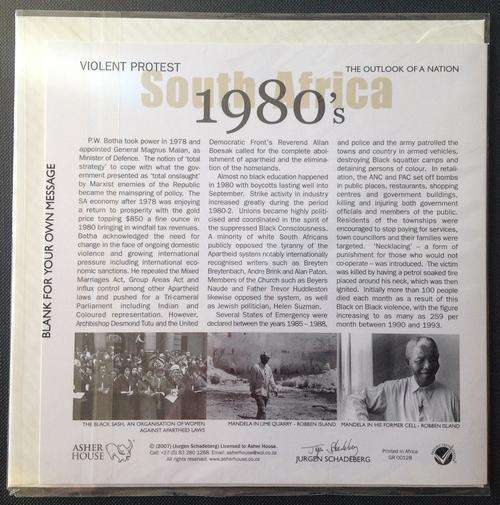 VIOLENT PROTEST
THE OUTLOOK OF A NATION
South Africa
1980's
BLANK FOR YOUR OWN MESSAGE
P.W. Botha took power in 1978 and
appointed General Magnus Malan, as
Minister of Defence. The notion of 'total
strategy' to cope with what the gov-
ernment presented as 'total onslaught'
by Marxist enemies of the Republic
became the mainspring of policy. The
SA economy after 1978 was enjoying
a return to prosperity with the gold
price topping $850 a fine ounce in
1980 bringing in windfall tax revenues.
Botha acknowledged the need for
change in the face of ongoing domestic
violence and growing international
pressure including international eco-
nomic sanctions. He repealed the Mixed
Marriages Act, Group Areas Act and
influx control among other Apartheid
laws and pushed for a Tricameral
Parliament including Indian and
Coloured representation. However,
Archbishop Desmond Tutu and the United
Democratic Front's Reverend Allan
Boesak called for the complete abol-
ishment of apartheid and the elimina-
tion of the homelands.
Almost no black education happened
in 1980 with boycotts lasting well into
September. Strike activity in industry
increased greatly during the period
1980-2. Unions became highly politi-
cised and coordinated in the spirit of
the suppressed Black Consciousness.
A minority of white South Africans
publicly opposed the tyranny of the
Apartheid system notably internationally
recognised writers such as Breyten
Breytenbach, Andre Brink and Alan Paton.
Members of the Church such as Beyers
Naude and Father Trevor Huddleston
likewise opposed the system, as well
as Jewish politician, Helen Suzman.
Several States of Emergency were
declared between the years 1985 – 1988,
and police and the army patrolled the
towns and country in armed vehicles,
destroying Black squatter camps and
detaining persons of colour. In retali-
ation, the ANC and PAC set off bombs
in public places, restaurants, shopping
centres and government buildings,
killing and injuring both government
officials and members of the public.
Residents of the townships were
encouraged to stop paying for services,
town councillors and their families were
targeted. 'Necklacing' – a form of
punishment for those who would not
cooperate – was introduced. The victim
was killed by having a petrol soaked tire
placed around his neck, which was then
ignited. Initially more than 100 people
died each month as a result of this
Black on Black violence, with the figure
increasing to as many as 259 per
month between 1990 and 1993.
THE BLACK SASH, AN ORGANISATION OF WOMEN
AGAINST APARTHEID LAWS
MANDELA IN LIME QUARRY - ROBBEN ISLAND
MANDELA IN HIS FORMER CELL - ROBBEN ISLAND
ASHER
HOUSE
© (2007) (Jurgen Schadeberg) Licensed to Asher House.
Cell: +27 (0) 83 280 1268 Email: asherhouse@wol.co.za
All rights reserved. www.asherhouse.co.za
JURGEN SCHADEBERG
Printed in Africa
GR 0012B